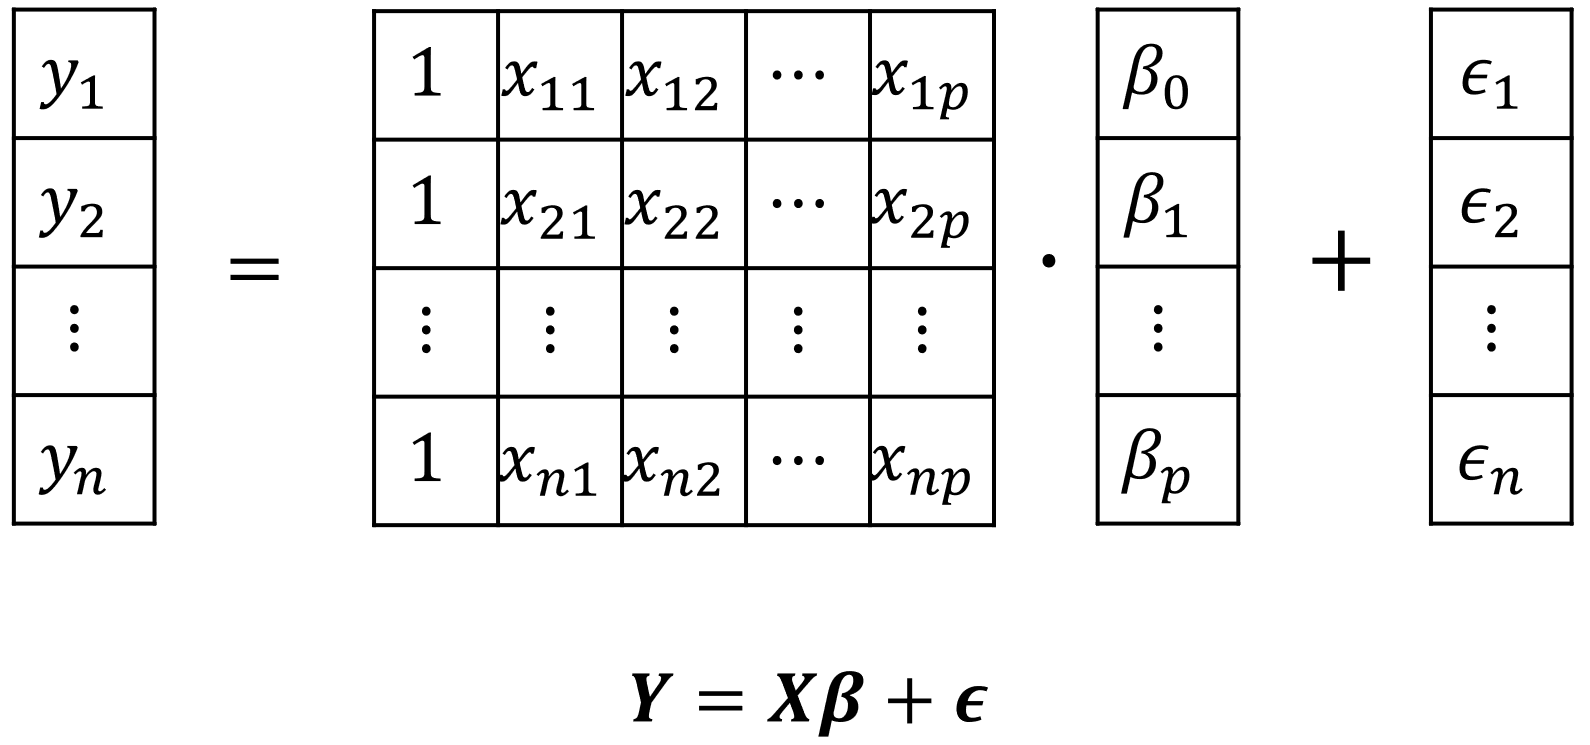 y₁ 1 x₁₁ x₁₂ ⋯ x₁ₚ β₀ ϵ₁
y₂ 1 x₂₁ x₂₂ ⋯ x₂ₚ β₁ ϵ₂
= · +
⋮ ⋮ ⋮ ⋮ ⋮ ⋮ ⋮ ⋮
yₙ 1 xₙ₁ xₙ₂ ⋯ xₙₚ βₚ ϵₙ
Y = Xβ + ϵ